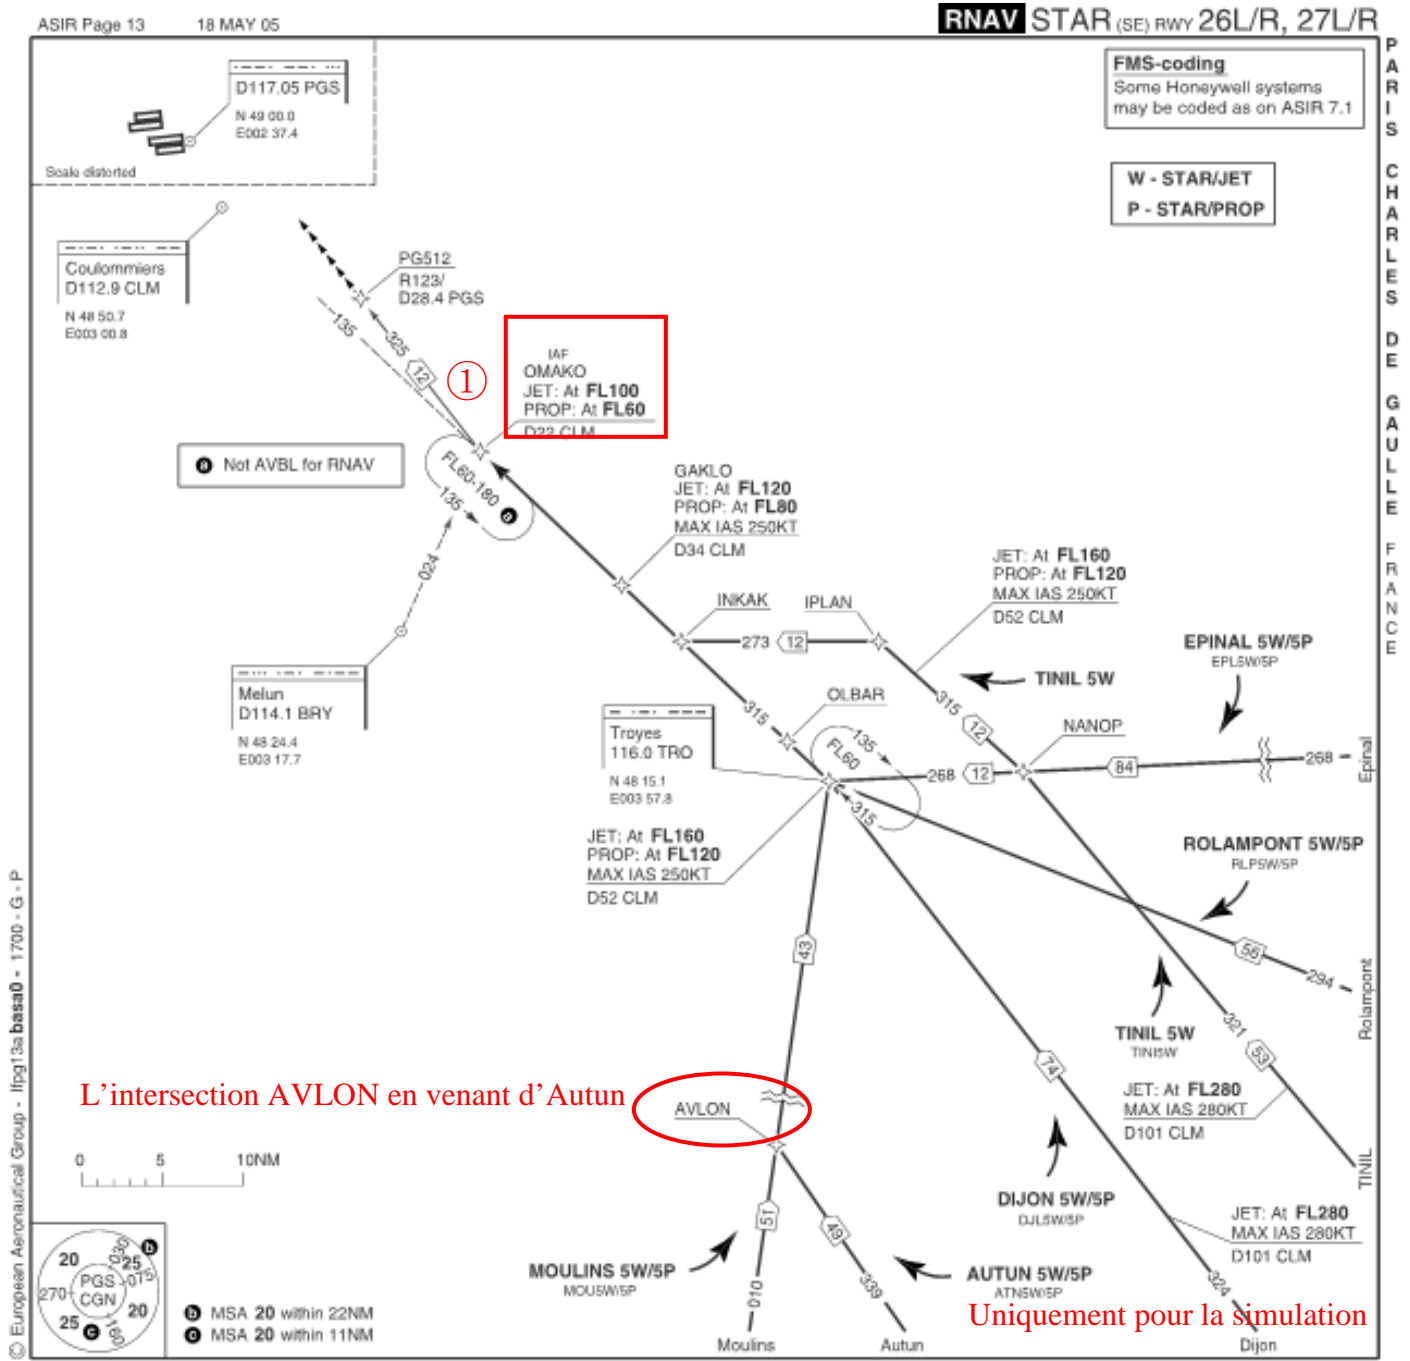 ASIR Page 13 18 MAY 05
RNAV STAR (SE) RWY 26L/R, 27L/R
PARIS CHARLES DE GAULLE FRANCE
D117.05 PGS
N 49 00.0
E002 37.4
Scale distorted
FMS-coding
Some Honeywell systems
may be coded as on ASIR 7.1
W - STAR/JET
P - STAR/PROP
Coulommiers
D112.9 CLM
N 48 50.7
E003 00.8
PG512
R123/
D28.4 PGS
135
325
12
①
IAF
OMAKO
JET: At FL100
PROP: At FL60
D22 CLM
a Not AVBL for RNAV
FL60-180
135
a
024
GAKLO
JET: At FL120
PROP: At FL80
MAX IAS 250KT
D34 CLM
JET: At FL160
PROP: At FL120
MAX IAS 250KT
D52 CLM
INKAK
IPLAN
273
12
EPINAL 5W/5P
EPL5W/5P
TINIL 5W
Melun
D114.1 BRY
N 48 24.4
E003 17.7
315
OLBAR
315
12
NANOP
Troyes
116.0 TRO
N 48 15.1
E003 57.8
FL60
135
315
268
12
84
268
Epinal
JET: At FL160
PROP: At FL120
MAX IAS 250KT
D52 CLM
ROLAMPONT 5W/5P
RLP5W/5P
43
56
294
Rolampont
TINIL 5W
TINI5W
321
53
74
L'intersection AVLON en venant d'Autun
AVLON
JET: At FL280
MAX IAS 280KT
D101 CLM
TINIL
0 5 10NM
DIJON 5W/5P
DJL5W/5P
JET: At FL280
MAX IAS 280KT
D101 CLM
51
49
MOULINS 5W/5P
MOU5W/5P
AUTUN 5W/5P
ATN5W/5P
010
339
324
Uniquement pour la simulation
Moulins
Autun
Dijon
20
030
b
25
075
PGS
CGN
270
20
25
c
160
b MSA 20 within 22NM
c MSA 20 within 11NM
© European Aeronautical Group - lfpg13abasa0 - 1700 - G - P